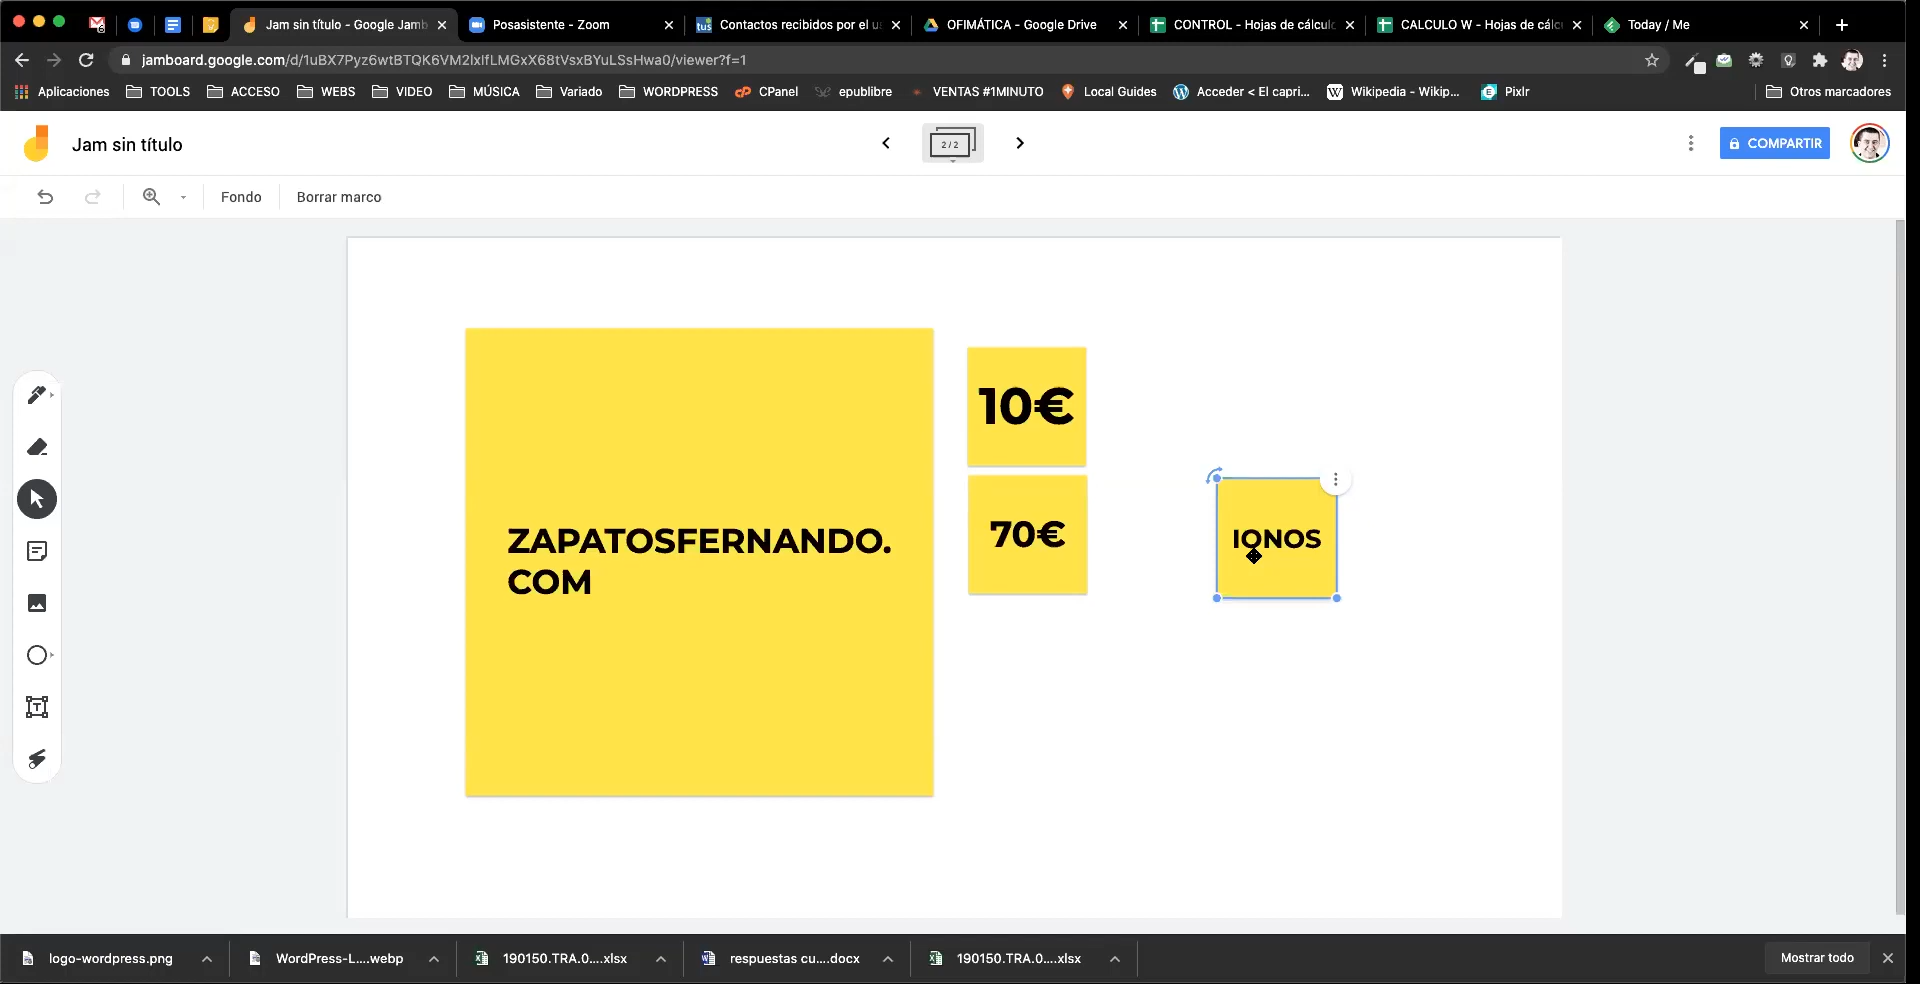 Jam sin título - Google Jamb
Posasistente - Zoom
tus
Contactos recibidos por el us
OFIMÁTICA - Google Drive
CONTROL - Hojas de cálculo
CALCULO W - Hojas de cálc
Today / Me
jamboard.google.com/d/1uBX7Pyz6wtBTQK6VM2lxlfLMGxX68tVsxBYuLSsHwa0/viewer?f=1
Aplicaciones
TOOLS
ACCESO
WEBS
VIDEO
MÚSICA
Variado
WORDPRESS
CPanel
epublibre
VENTAS #1MINUTO
Local Guides
Acceder < El capri...
Wikipedia - Wikip...
Pixlr
Otros marcadores
Jam sin título
2 / 2
COMPARTIR
Fondo
Borrar marco
10€
70€
ZAPATOSFERNANDO.
COM
IONOS
logo-wordpress.png
WordPress-L....webp
190150.TRA.0....xlsx
respuestas cu....docx
190150.TRA.0....xlsx
Mostrar todo